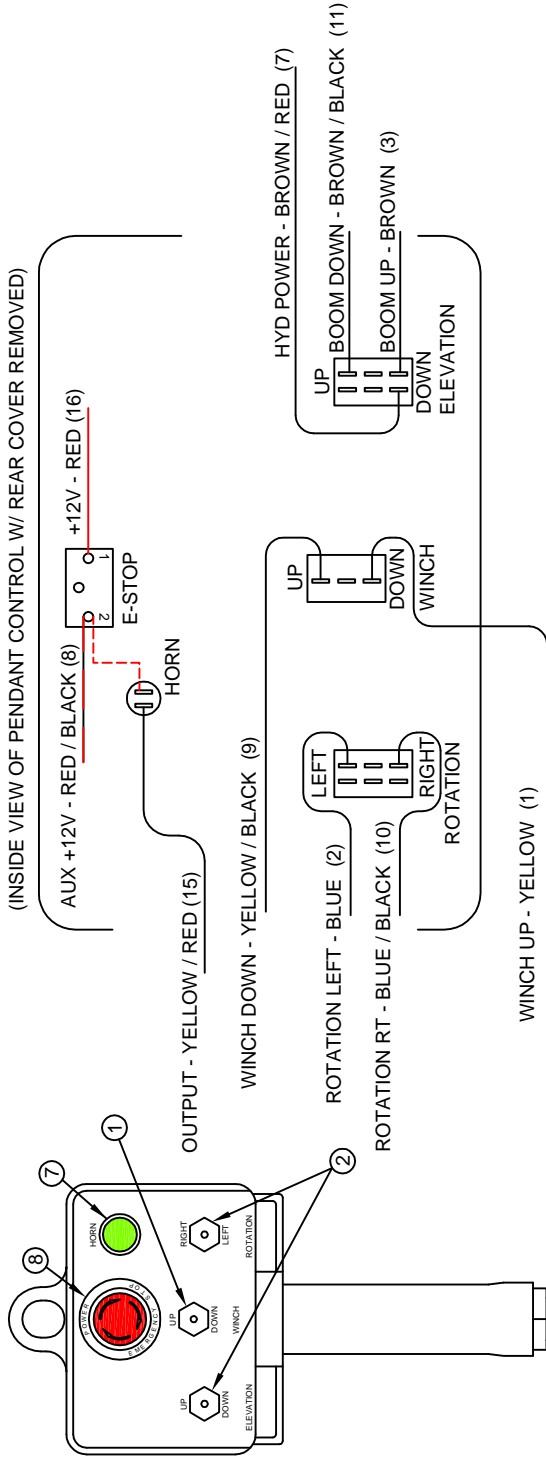 (INSIDE VIEW OF PENDANT CONTROL W/ REAR COVER REMOVED)
AUX +12V - RED / BLACK (8)
+12V - RED (16)
2
1
E-STOP
HORN
OUTPUT - YELLOW / RED (15)
HYD POWER - BROWN / RED (7)
BOOM DOWN - BROWN / BLACK (11)
BOOM UP - BROWN (3)
UP
DOWN
ELEVATION
WINCH DOWN - YELLOW / BLACK (9)
UP
DOWN
WINCH
ROTATION LEFT - BLUE (2)
ROTATION RT - BLUE / BLACK (10)
LEFT
RIGHT
ROTATION
WINCH UP - YELLOW (1)
8
7
1
2
POWER
EMERGENCY STOP
HORN
UP
DOWN
ELEVATION
UP
DOWN
WINCH
RIGHT
LEFT
ROTATION